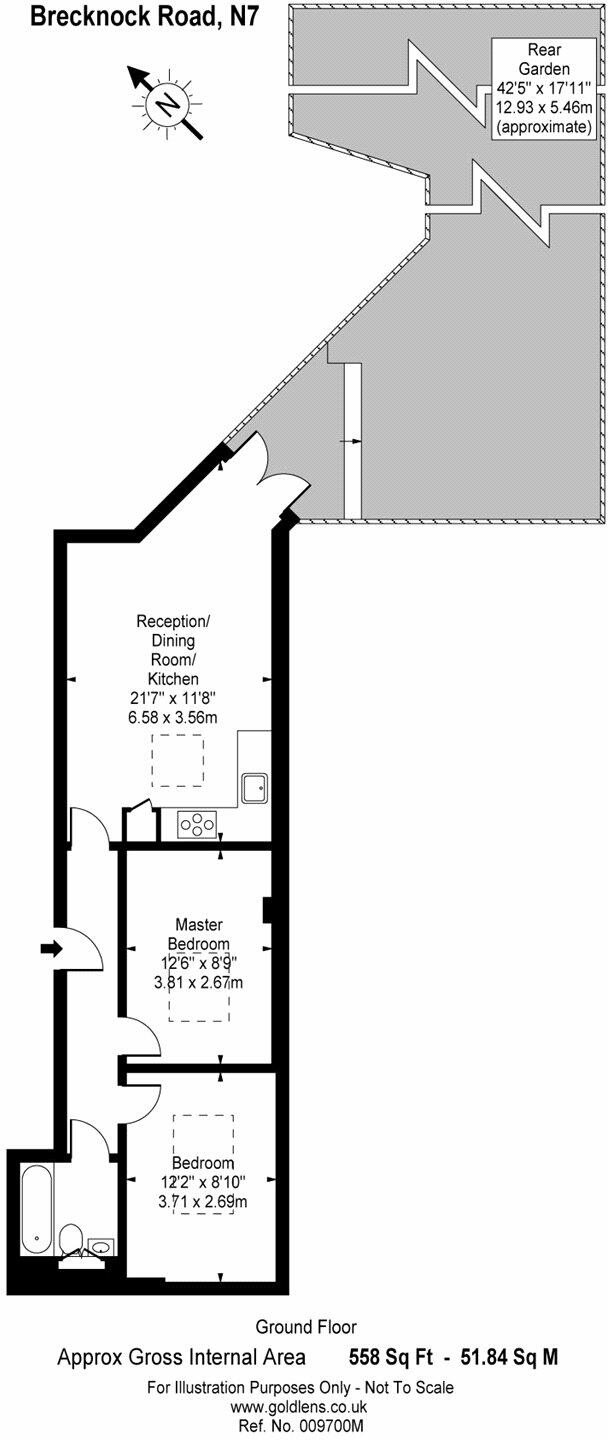 Brecknock Road, N7
Rear
Garden
42'5" x 17'11"
12.93 x 5.46m
(approximate)
N
Reception/
Dining
Room/
Kitchen
21'7" x 11'8"
6.58 x 3.56m
Master
Bedroom
12'6" x 8'9"
3.81 x 2.67m
Bedroom
12'2" x 8'10"
3.71 x 2.69m
Ground Floor
Approx Gross Internal Area 558 Sq Ft - 51.84 Sq M
For Illustration Purposes Only - Not To Scale
www.goldlens.co.uk
Ref. No. 009700M